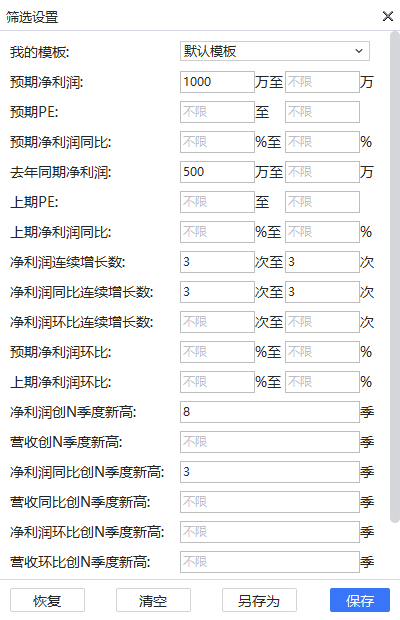 筛选设置
我的模板: 默认模板
预期净利润: 1000 万至 不限 万
预期PE: 不限 至 不限
预期净利润同比: 不限 %至 不限 %
去年同期净利润: 500 万至 不限 万
上期PE: 不限 至 不限
上期净利润同比: 不限 %至 不限 %
净利润连续增长数: 3 次至 3 次
净利润同比连续增长数: 3 次至 3 次
净利润环比连续增长数: 不限 次至 不限 次
预期净利润环比: 不限 %至 不限 %
上期净利润环比: 不限 %至 不限 %
净利润创N季度新高: 8 季
营收创N季度新高: 不限 季
净利润同比创N季度新高: 3 季
营收同比创N季度新高: 不限 季
净利润环比创N季度新高: 不限 季
营收环比创N季度新高: 不限 季
恢复 清空 另存为 保存